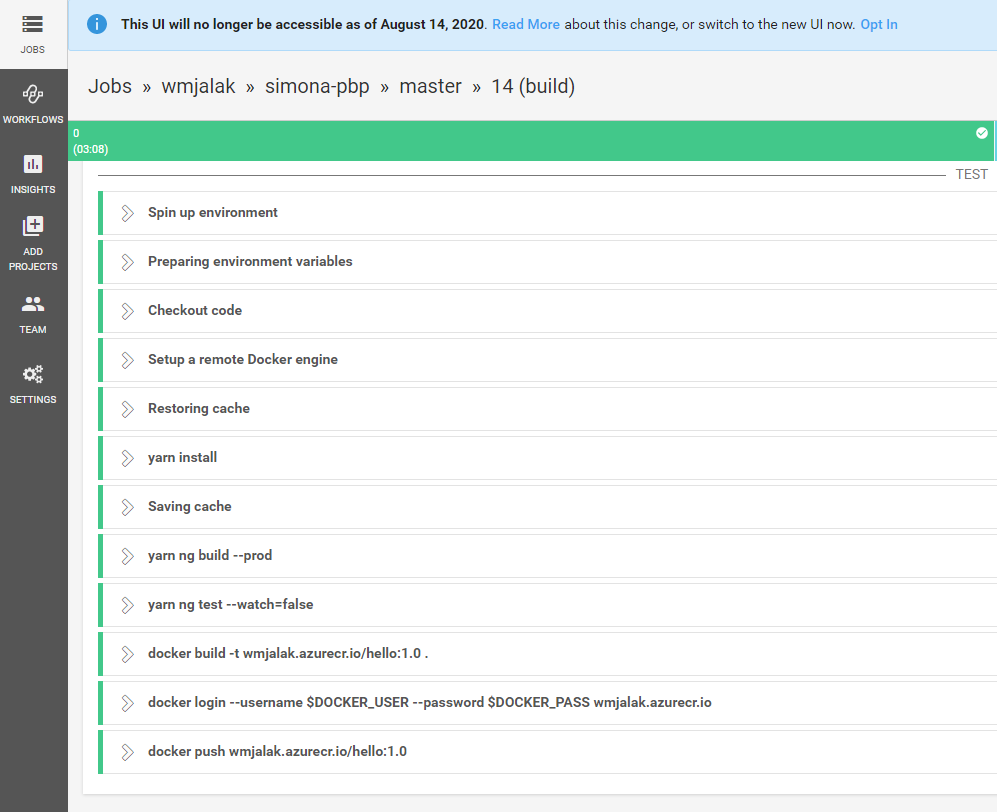 JOBS
This UI will no longer be accessible as of August 14, 2020. Read More about this change, or switch to the new UI now. Opt In
Jobs » wmjalak » simona-pbp » master » 14 (build)
WORKFLOWS
INSIGHTS
ADD
PROJECTS
TEAM
SETTINGS
0
(03:08)
TEST
Spin up environment
Preparing environment variables
Checkout code
Setup a remote Docker engine
Restoring cache
yarn install
Saving cache
yarn ng build --prod
yarn ng test --watch=false
docker build -t wmjalak.azurecr.io/hello:1.0 .
docker login --username $DOCKER_USER --password $DOCKER_PASS wmjalak.azurecr.io
docker push wmjalak.azurecr.io/hello:1.0